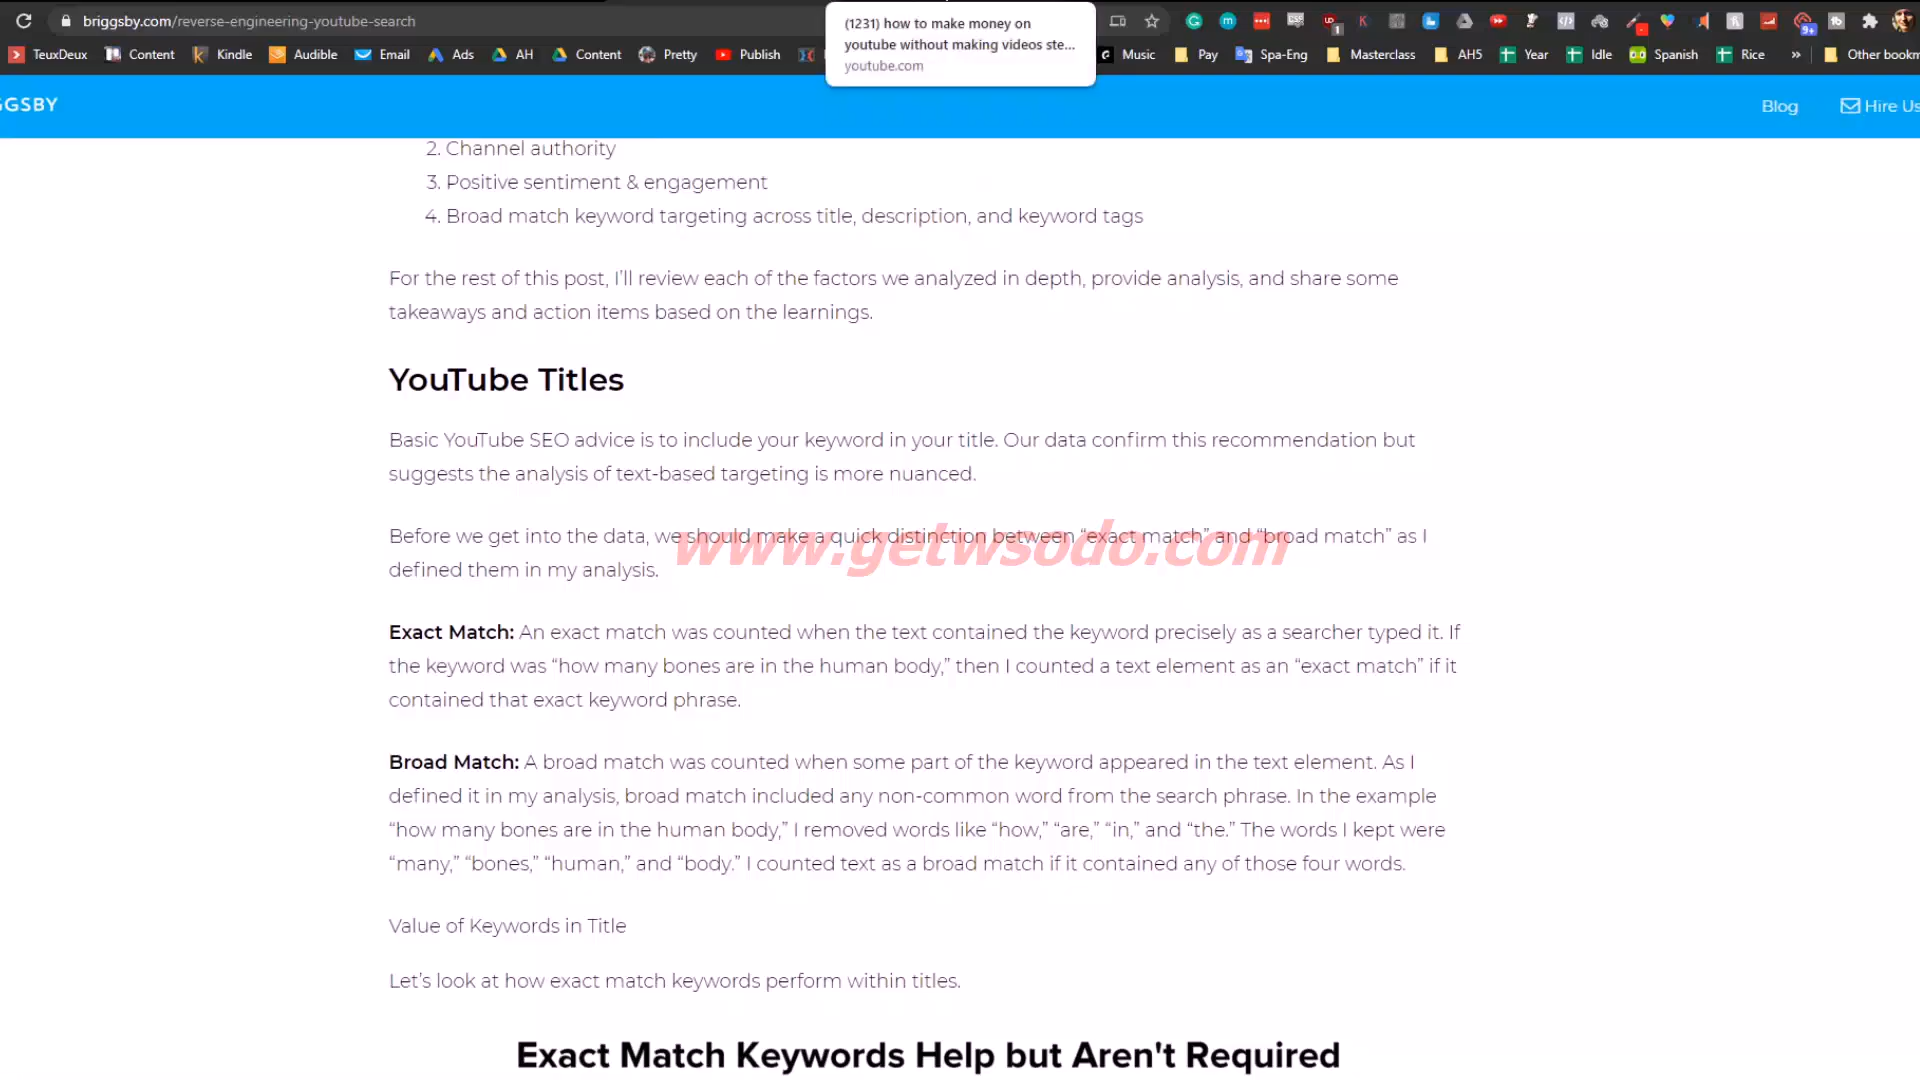 briggsby.com/reverse-engineering-youtube-search
(1231) how to make money on
youtube without making videos ste...
youtube.com
TeuxDeux Content Kindle Audible Email Ads AH Content Pretty Publish Music Pay Spa-Eng Masterclass AH5 Year Idle Spanish Rice » Other bookm
GGSBY
Blog Hire Us
2. Channel authority
3. Positive sentiment & engagement
4. Broad match keyword targeting across title, description, and keyword tags
For the rest of this post, I'll review each of the factors we analyzed in depth, provide analysis, and share some
takeaways and action items based on the learnings.
YouTube Titles
Basic YouTube SEO advice is to include your keyword in your title. Our data confirm this recommendation but
suggests the analysis of text-based targeting is more nuanced.
Before we get into the data, we should make a quick distinction between “exact match” and “broad match” as I
defined them in my analysis.
www.getwsodo.com
Exact Match: An exact match was counted when the text contained the keyword precisely as a searcher typed it. If
the keyword was “how many bones are in the human body,” then I counted a text element as an “exact match” if it
contained that exact keyword phrase.
Broad Match: A broad match was counted when some part of the keyword appeared in the text element. As I
defined it in my analysis, broad match included any non-common word from the search phrase. In the example
“how many bones are in the human body,” I removed words like “how,” “are,” “in,” and “the.” The words I kept were
“many,” “bones,” “human,” and “body.” I counted text as a broad match if it contained any of those four words.
Value of Keywords in Title
Let's look at how exact match keywords perform within titles.
Exact Match Keywords Help but Aren't Required